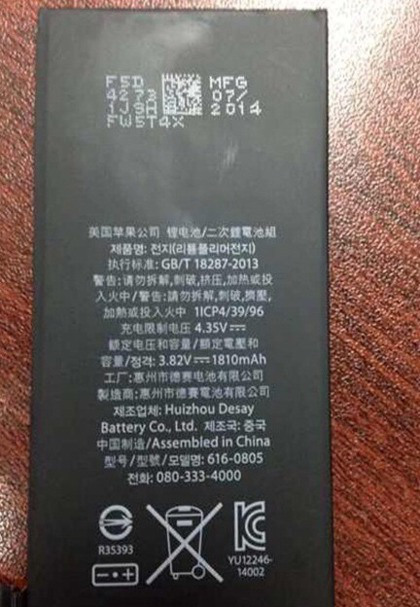 F5D MFG
4273 07/
1J9H 2014
FW5T4X
美国苹果公司 锂电池/二次鋰電池組
제품명: 전지(리튬폴리머전지)
执行标准: GB/T 18287-2013
警告:请勿拆解,刺破,挤压,加热或投
入火中/警告:請勿拆解,刺破,擠壓,
加熱或投入火中 1ICP4/39/96
充电限制电压 4.35V⎓
额定电压和容量/額定電壓和
容量/정격: 3.82V⎓1810mAh
工厂:惠州市德赛电池有限公司
製造商:惠州市德賽電池有限公司
제조업체: Huizhou Desay
Battery Co., Ltd. 제조국: 중국
中国制造/Assembled in China
型号/型號/모델명: 616-0805
전화: 080-333-4000
R35393
YU12246-
14002